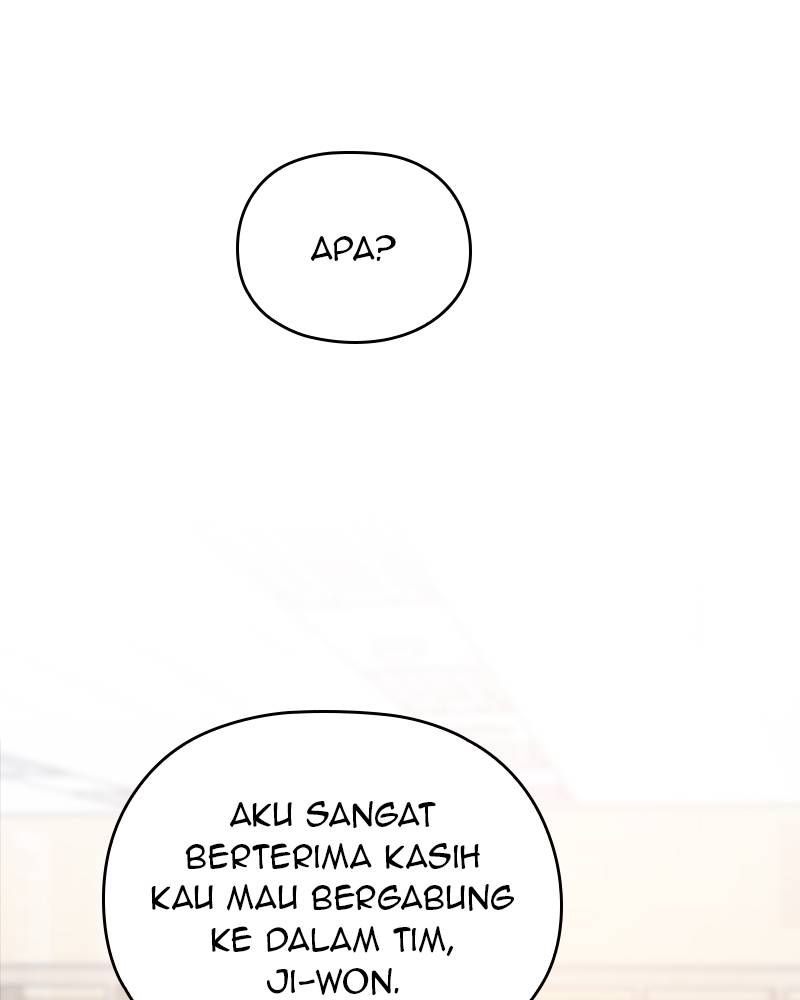 APA?
AKU SANGAT
BERTERIMA KASIH
KAU MAU BERGABUNG
KE DALAM TIM,
JI-WON.